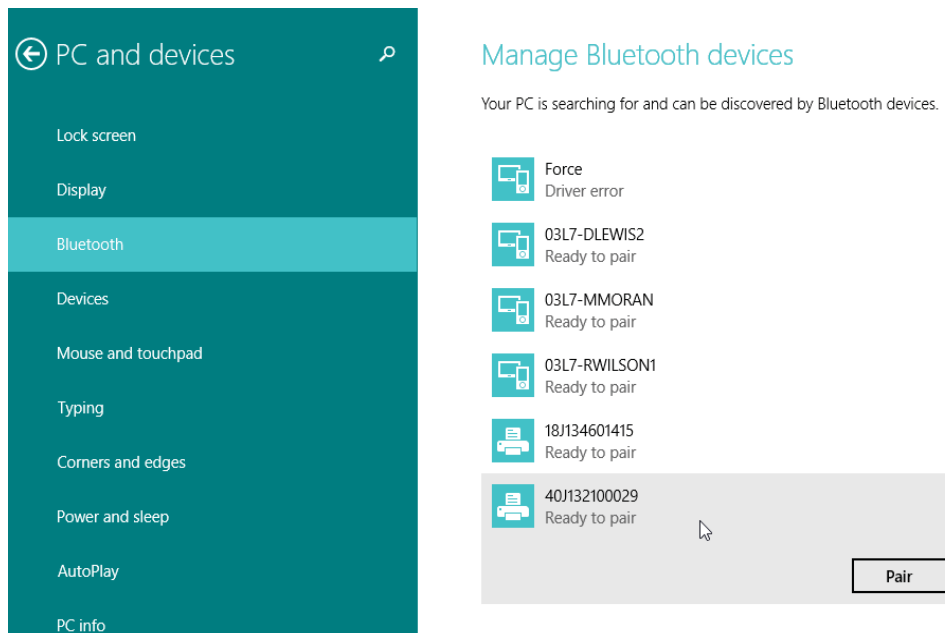 PC and devices
Lock screen
Display
Bluetooth
Devices
Mouse and touchpad
Typing
Corners and edges
Power and sleep
AutoPlay
PC info
Manage Bluetooth devices
Your PC is searching for and can be discovered by Bluetooth devices.
Force
Driver error
03L7-DLEWIS2
Ready to pair
03L7-MMORAN
Ready to pair
03L7-RWILSON1
Ready to pair
18J134601415
Ready to pair
40J132100029
Ready to pair
Pair